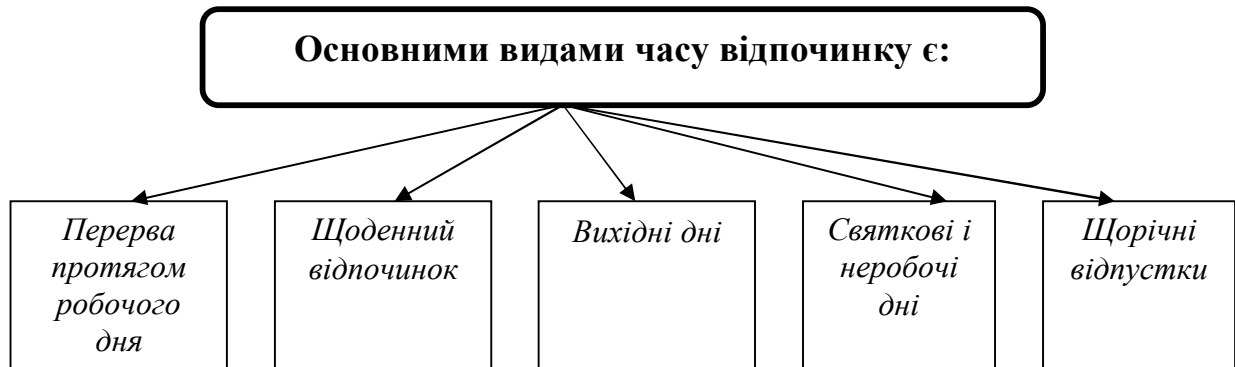 Основними видами часу відпочинку є:
Перерва
протягом
робочого
дня
Щоденний
відпочинок
Вихідні дні
Святкові і
неробочі
дні
Щорічні
відпустки